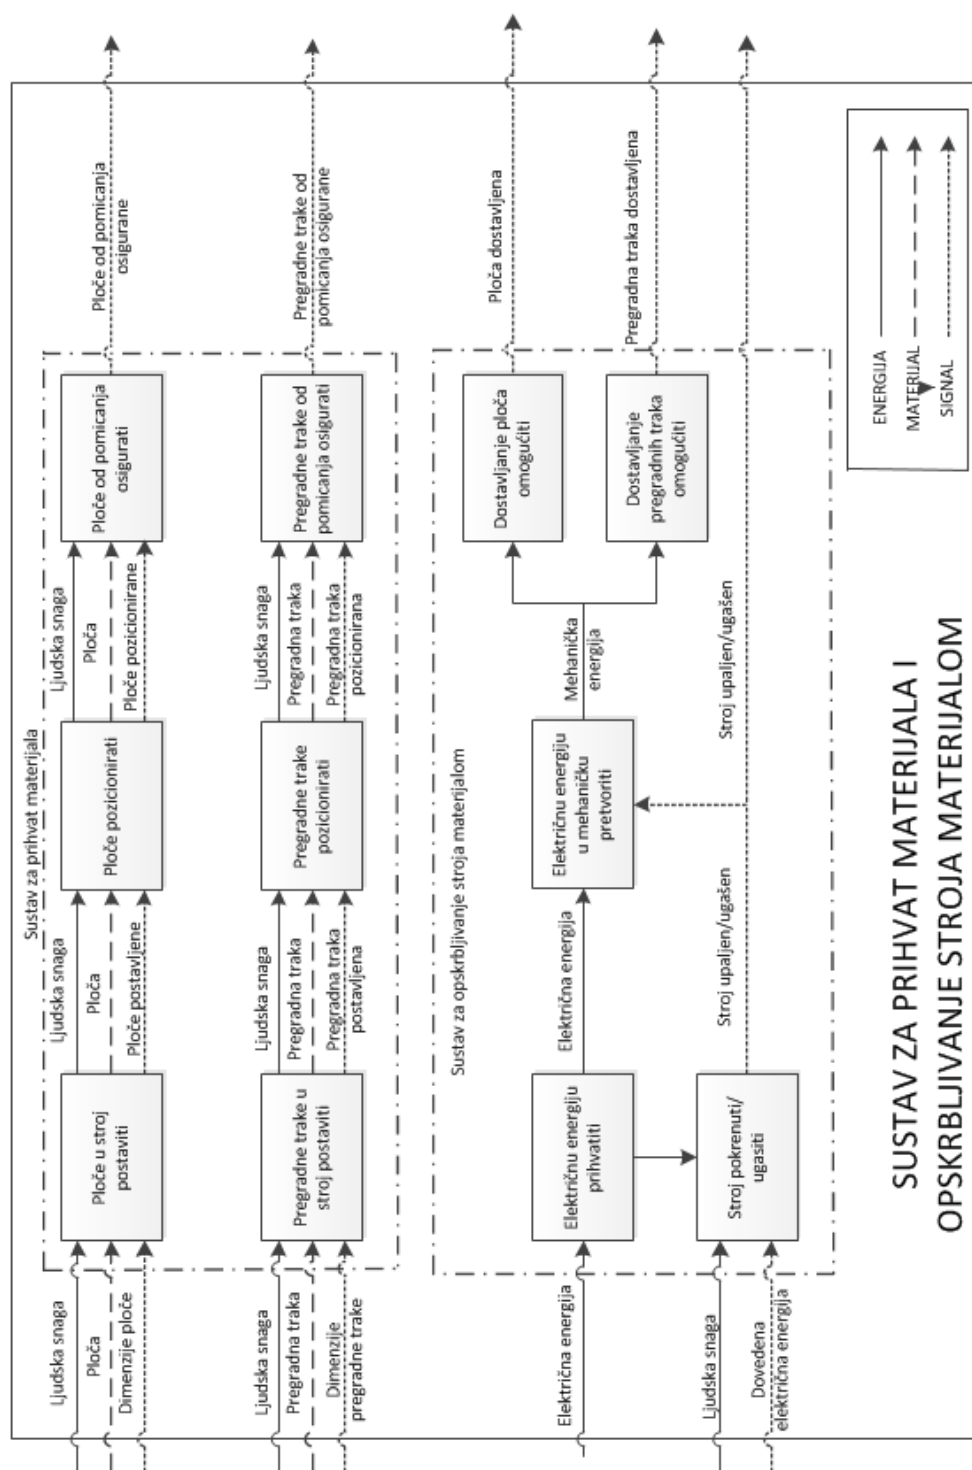 Sustav za prihvat materijala
Ljudska snaga
Ploča
Dimenzije ploče
Ploče u stroj
postaviti
Ljudska snaga
Ploča
Ploče postavljene
Ploče pozicionirati
Ljudska snaga
Ploča
Ploče pozicionirane
Ploče od pomicanja
osigurati
Ploče od pomicanja
osigurane
Ljudska snaga
Pregradna traka
Dimenzije
pregradne trake
Pregradne trake u
stroj postaviti
Ljudska snaga
Pregradna traka
Pregradna traka
postavljena
Pregradne trake
pozicionirati
Ljudska snaga
Pregradna traka
Pregradna traka
pozicionirana
Pregradne trake od
pomicanja osigurati
Pregradne trake od
pomicanja osigurane
Sustav za opskrbljivanje stroja materijalom
Električna energija
Električnu energiju
prihvatiti
Električna energija
Električnu energiju
u mehaničku
pretvoriti
Mehanička
energija
Dostavljanje ploča
omogućiti
Ploča dostavljena
Dostavljanje
pregradnih traka
omogućiti
Pregradna traka dostavljena
Ljudska snaga
Dovedena
električna energija
Stroj pokrenuti/
ugasiti
Stroj upaljen/ugašen
Stroj upaljen/ugašen
ENERGIJA
MATERIJAL
SIGNAL
SUSTAV ZA PRIHVAT MATERIJALA I
OPSKRBLJIVANJE STROJA MATERIJALOM